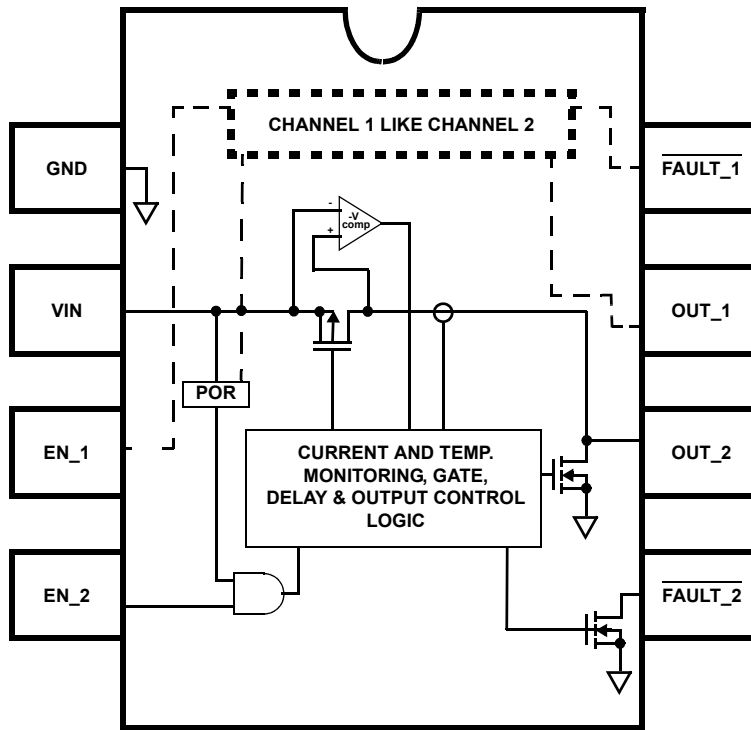 CHANNEL 1 LIKE CHANNEL 2
GND
FAULT_1
-
-V
comp
+
VIN
OUT_1
POR
EN_1
CURRENT AND TEMP.
MONITORING, GATE,
DELAY & OUTPUT CONTROL
LOGIC
OUT_2
EN_2
FAULT_2